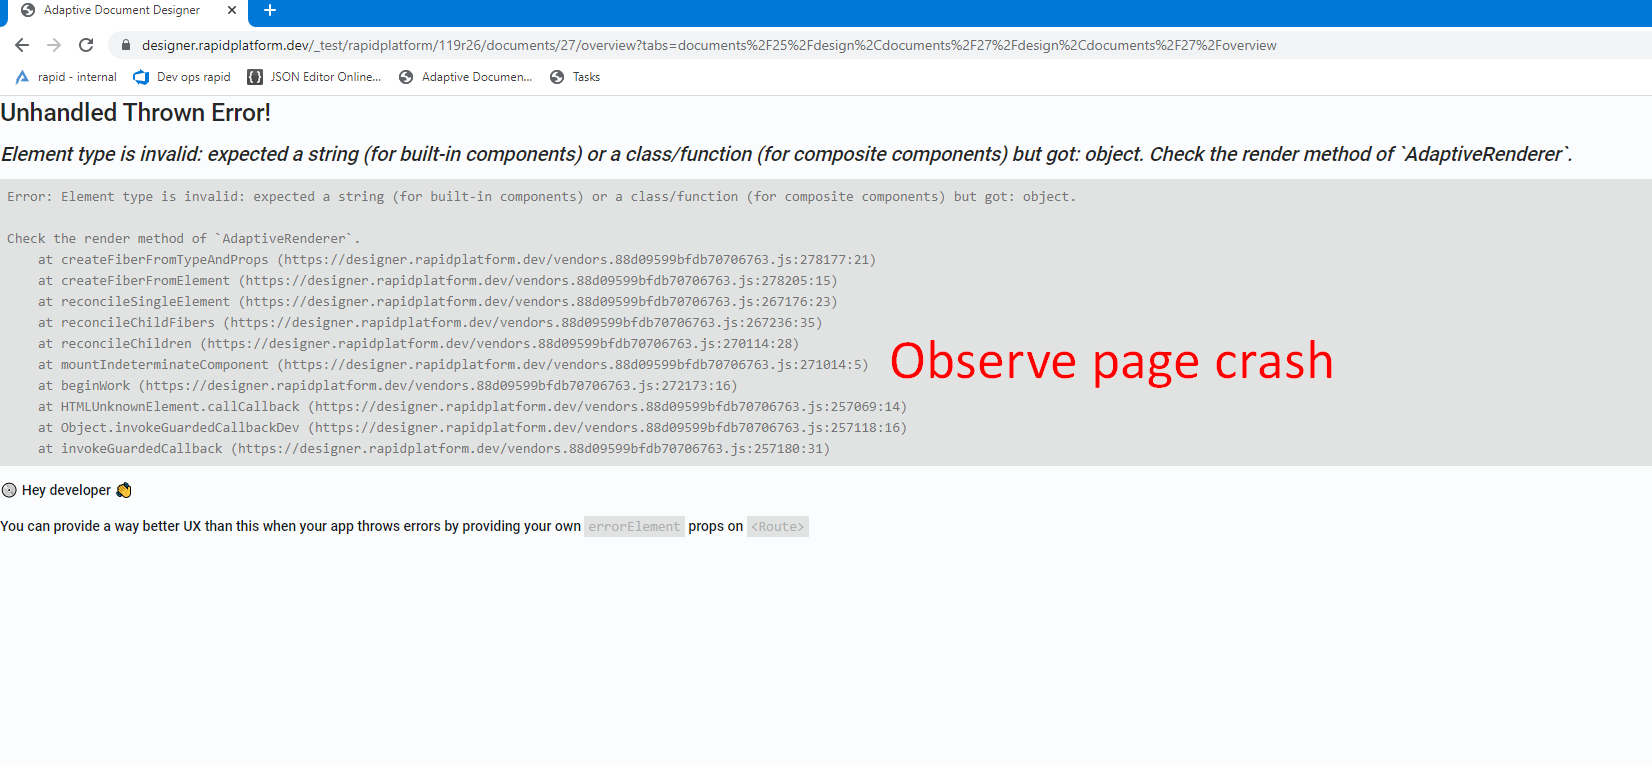 Adaptive Document Designer
designer.rapidplatform.dev/_test/rapidplatform/119r26/documents/27/overview?tabs=documents%2F25%2Fdesign%2Cdocuments%2F27%2Fdesign%2Cdocuments%2F27%2Foverview
rapid - internal Dev ops rapid JSON Editor Online... Adaptive Documen... Tasks
Unhandled Thrown Error!
Element type is invalid: expected a string (for built-in components) or a class/function (for composite components) but got: object. Check the render method of `AdaptiveRenderer`.
Error: Element type is invalid: expected a string (for built-in components) or a class/function (for composite components) but got: object.
Check the render method of `AdaptiveRenderer`.
at createFiberFromTypeAndProps (https://designer.rapidplatform.dev/vendors.88d09599bfdb70706763.js:278177:21)
at createFiberFromElement (https://designer.rapidplatform.dev/vendors.88d09599bfdb70706763.js:278205:15)
at reconcileSingleElement (https://designer.rapidplatform.dev/vendors.88d09599bfdb70706763.js:267176:23)
at reconcileChildFibers (https://designer.rapidplatform.dev/vendors.88d09599bfdb70706763.js:267236:35)
at reconcileChildren (https://designer.rapidplatform.dev/vendors.88d09599bfdb70706763.js:270114:28)
at mountIndeterminateComponent (https://designer.rapidplatform.dev/vendors.88d09599bfdb70706763.js:271014:5)
Observe page crash
at beginWork (https://designer.rapidplatform.dev/vendors.88d09599bfdb70706763.js:272173:16)
at HTMLUnknownElement.callCallback (https://designer.rapidplatform.dev/vendors.88d09599bfdb70706763.js:257069:14)
at Object.invokeGuardedCallbackDev (https://designer.rapidplatform.dev/vendors.88d09599bfdb70706763.js:257118:16)
at invokeGuardedCallback (https://designer.rapidplatform.dev/vendors.88d09599bfdb70706763.js:257180:31)
💿 Hey developer 👋
You can provide a way better UX than this when your app throws errors by providing your own errorElement props on <Route>